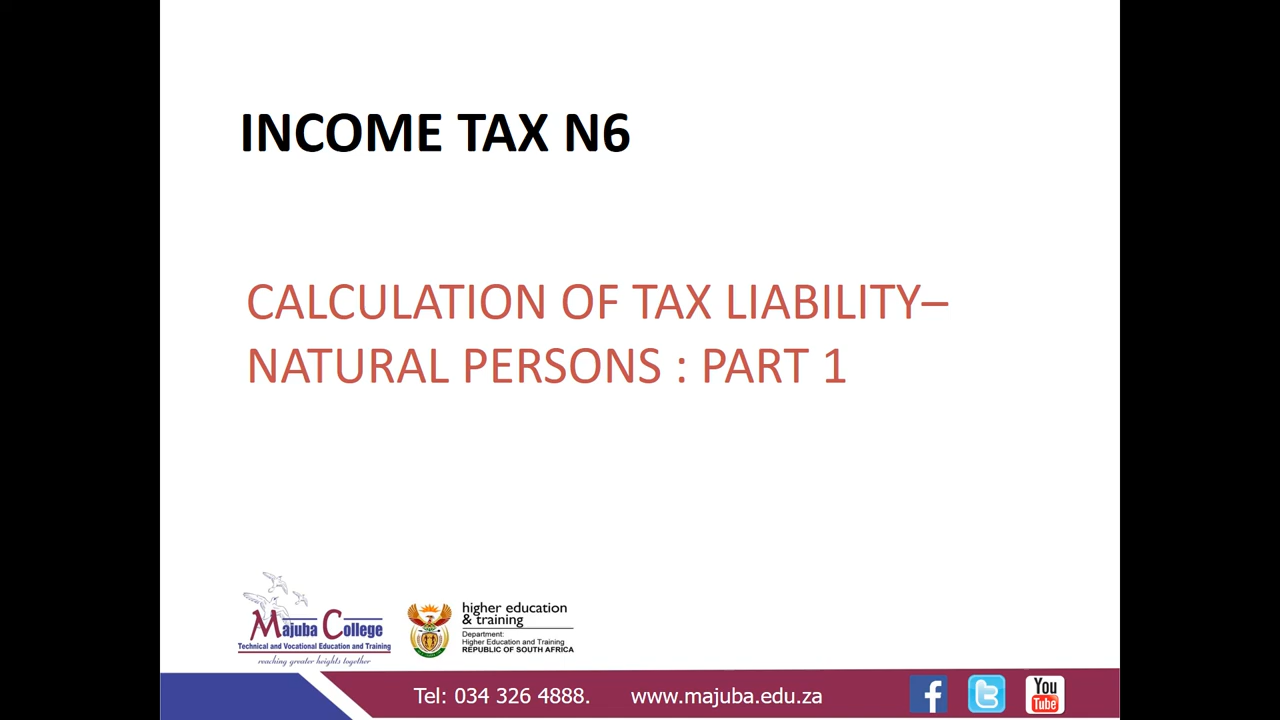 INCOME TAX N6
CALCULATION OF TAX LIABILITY–
NATURAL PERSONS : PART 1
Majuba College
Technical and Vocational Education and Training
reaching greater heights together
higher education
& training
Department:
Higher Education and Training
REPUBLIC OF SOUTH AFRICA
Tel: 034 326 4888. www.majuba.edu.za
You
Tube